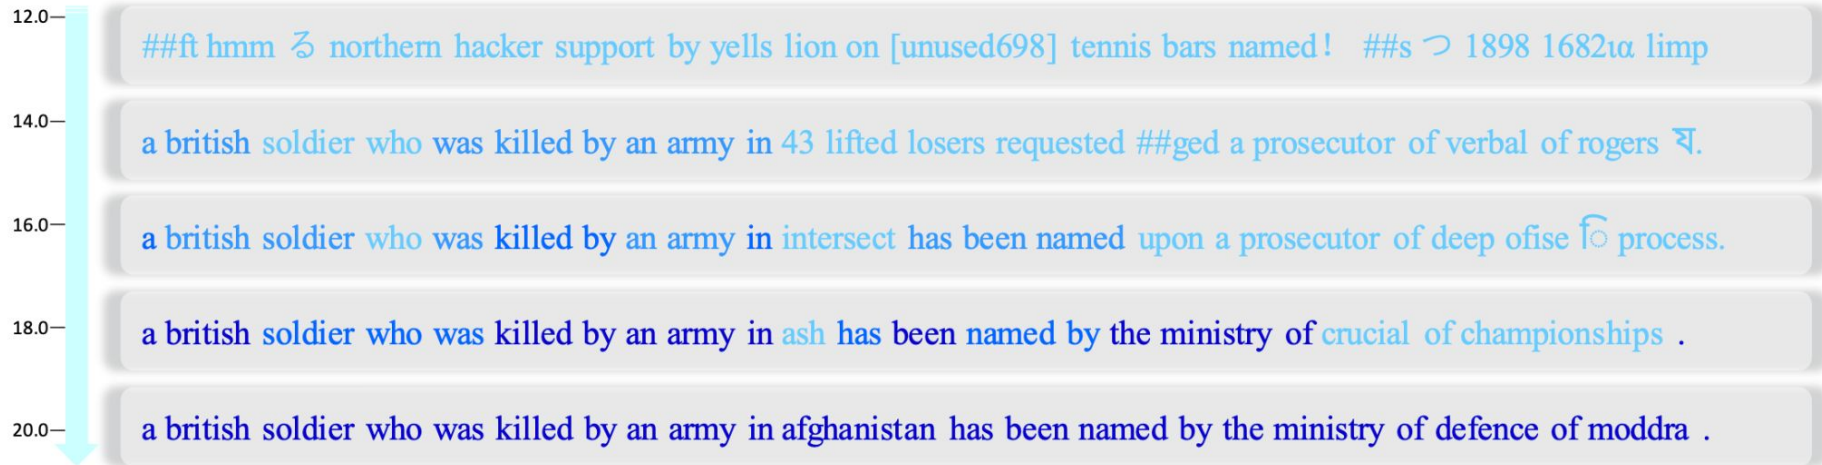 12.0
##ft hmm る northern hacker support by yells lion on [unused698] tennis bars named! ##s つ 1898 1682ια limp
14.0
a british soldier who was killed by an army in 43 lifted losers requested ##ged a prosecutor of verbal of rogers য.
16.0
a british soldier who was killed by an army in intersect has been named upon a prosecutor of deep ofise ि process.
18.0
a british soldier who was killed by an army in ash has been named by the ministry of crucial of championships .
20.0
a british soldier who was killed by an army in afghanistan has been named by the ministry of defence of moddra .